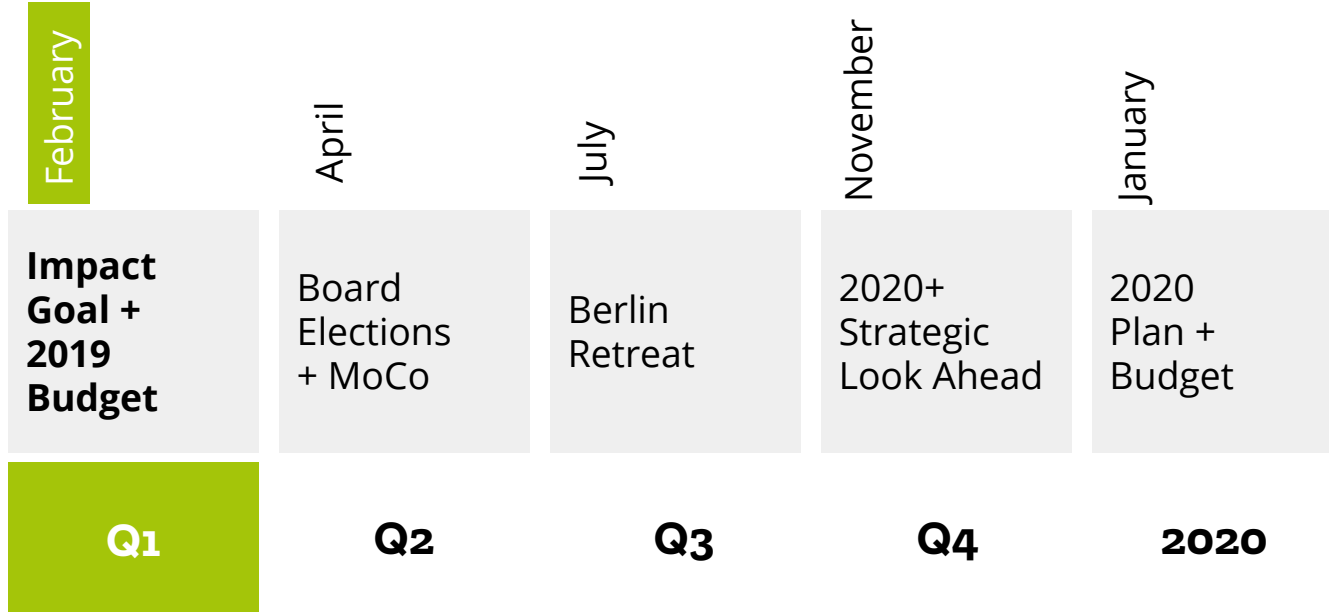 February
April
July
November
January
Impact
Goal +
2019
Budget
Board
Elections
+ MoCo
Berlin
Retreat
2020+
Strategic
Look Ahead
2020
Plan +
Budget
Q1
Q2
Q3
Q4
2020